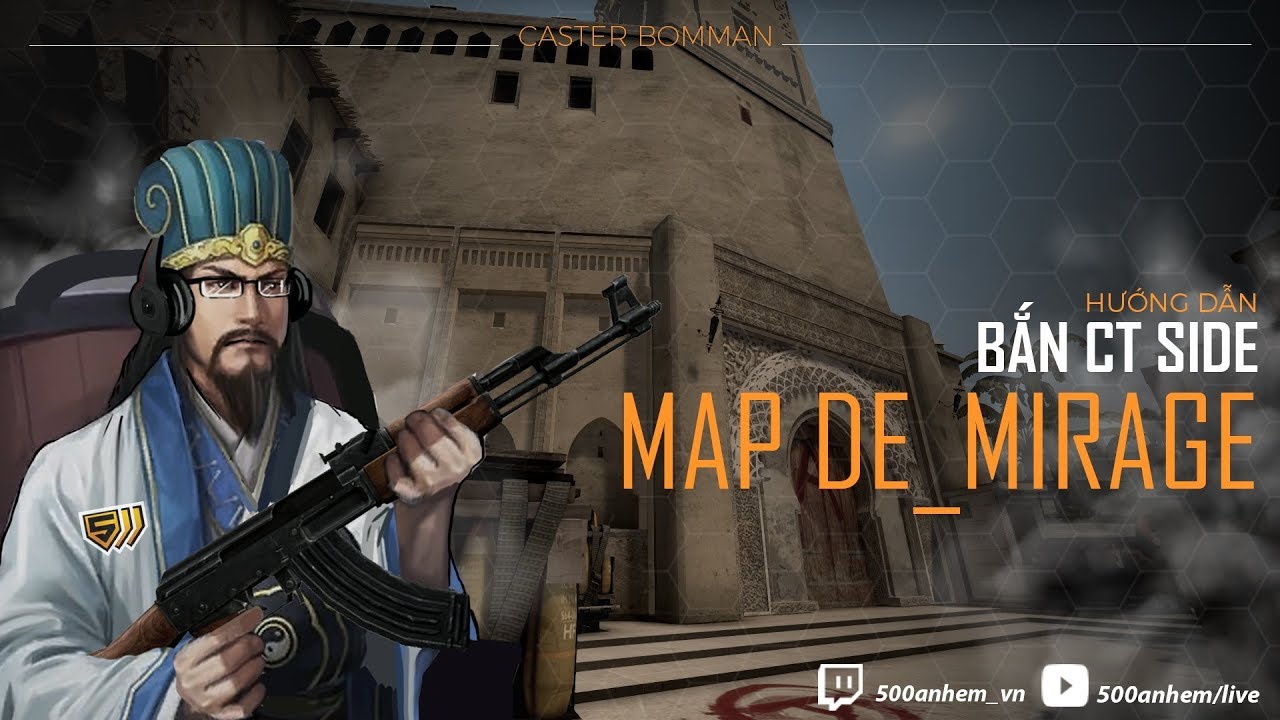 CASTER BOMMAN
HƯỚNG DẪN
BẮN CT SIDE
MAP DE_MIRAGE
500anhem_vn
500anhem/live